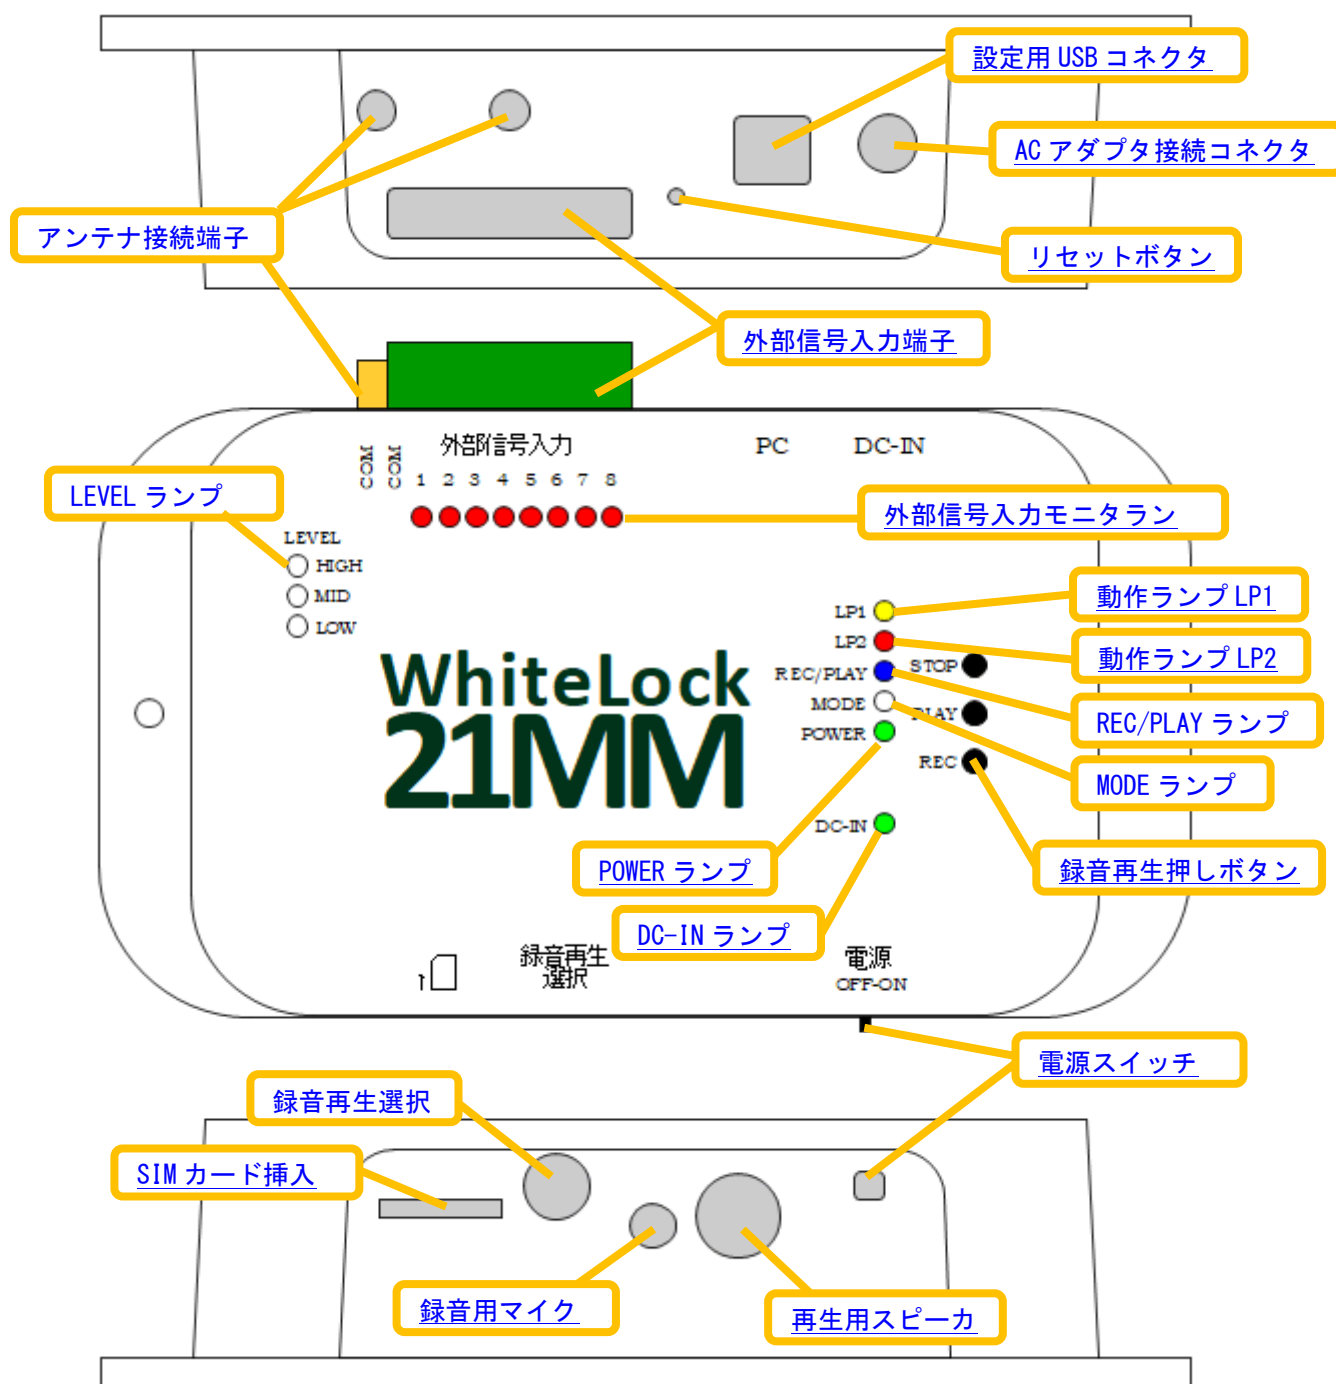 設定用 USB コネクタ
AC アダプタ接続コネクタ
アンテナ接続端子
リセットボタン
外部信号入力端子
COM
COM
外部信号入力
PC
DC-IN
1 2 3 4 5 6 7 8
LEVEL ランプ
外部信号入力モニタラン
LEVEL
HIGH
MID
LOW
動作ランプ LP1
LP1
LP2
動作ランプ LP2
REC/PLAY
STOP
WhiteLock
21MM
MODE
PLAY
REC/PLAY ランプ
POWER
REC
MODE ランプ
DC-IN
POWER ランプ
録音再生押しボタン
DC-IN ランプ
録音再生
選択
電源
OFF-ON
電源スイッチ
録音再生選択
SIM カード挿入
録音用マイク
再生用スピーカ